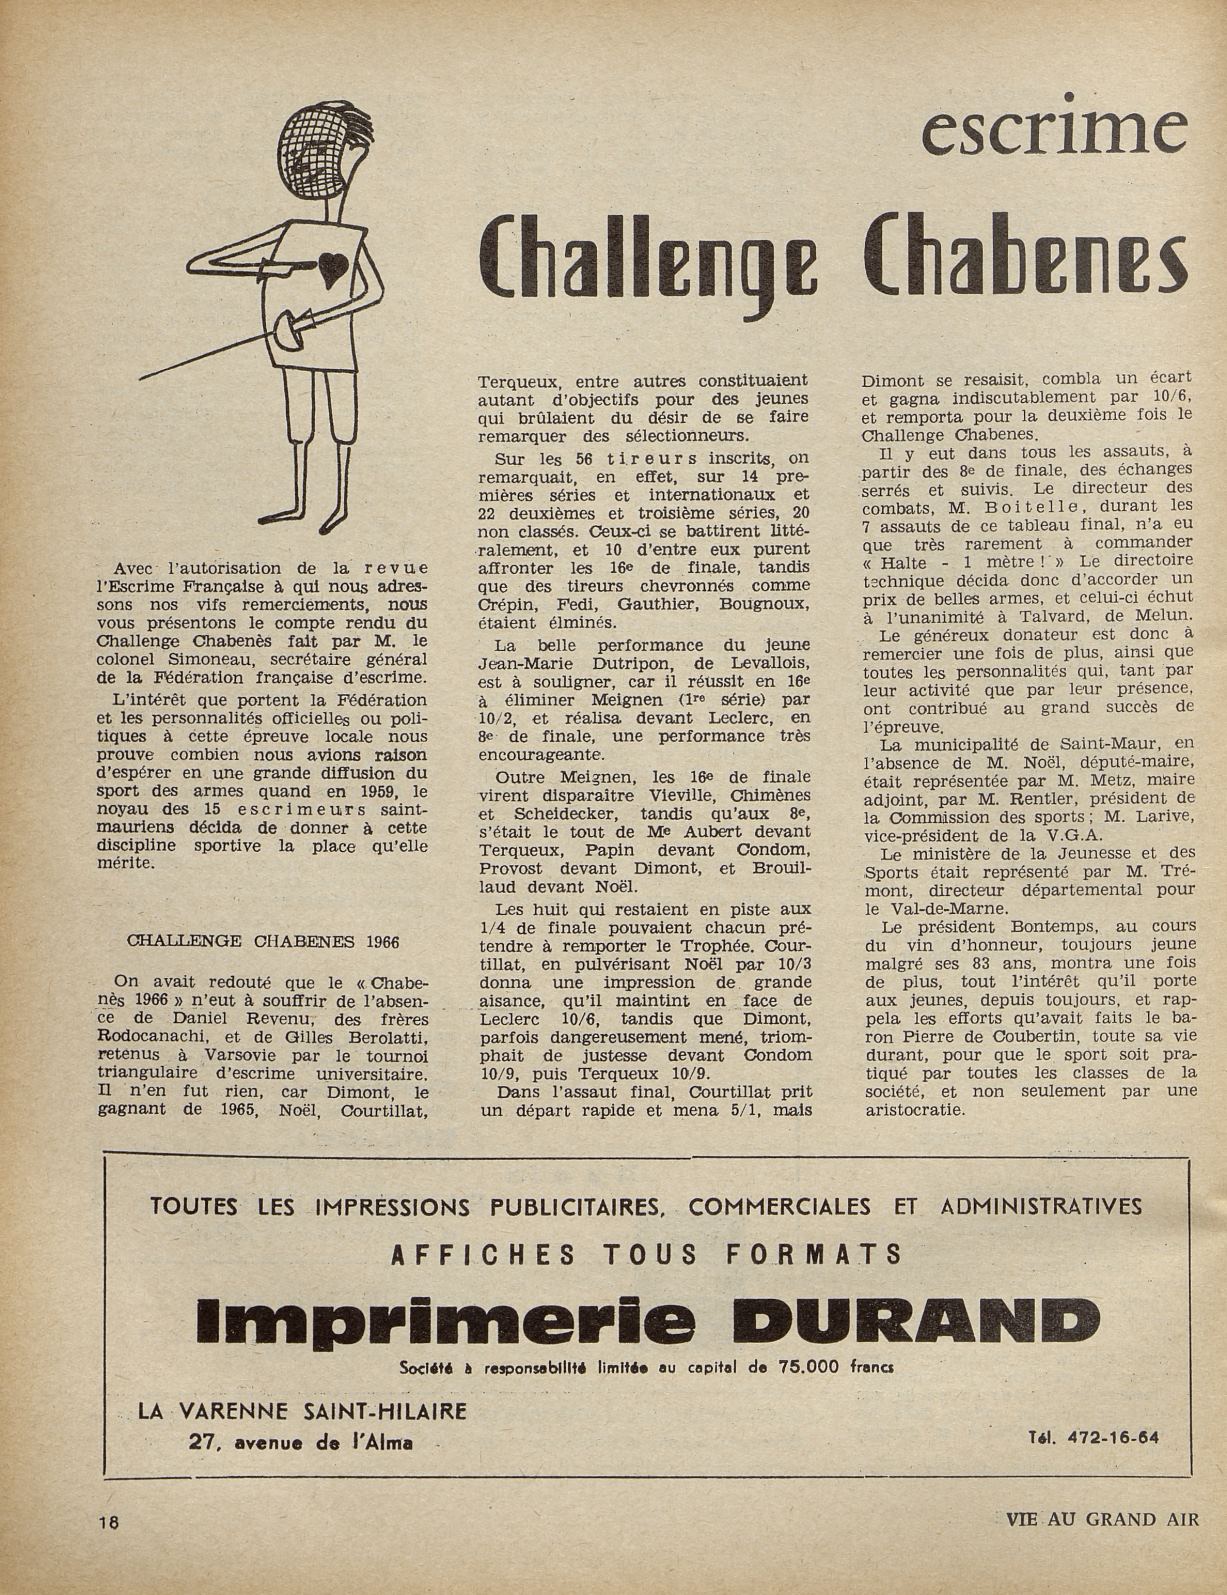 escrime
Challenge Chabenes
Avec l'autorisation de la revue
l'Escrime Française à qui nous adres-
sons nos vifs remerciements, nous
vous présentons le compte rendu du
Challenge Chabenès fait par M. le
colonel Simoneau, secrétaire général
de la Fédération française d'escrime.
L'intérêt que portent la Fédération
et les personnalités officielles ou poli-
tiques à cette épreuve locale nous
prouve combien nous avions raison
d'espérer en une grande diffusion du
sport des armes quand en 1959, le
noyau des 15 escrimeurs saint-
mauriens décida de donner à cette
discipline sportive la place qu'elle
mérite.
CHALLENGE CHABENES 1966
On avait redouté que le « Chabe-
nès 1966 » n'eut à souffrir de l'absen-
ce de Daniel Revenu, des frères
Rodocanachi, et de Gilles Berolatti,
retenus à Varsovie par le tournoi
triangulaire d'escrime universitaire.
Il n'en fut rien, car Dimont, le
gagnant de 1965, Noël, Courtillat,
Terqueux, entre autres constituaient
autant d'objectifs pour des jeunes
qui brûlaient du désir de se faire
remarquer des sélectionneurs.
Sur les 56 tireurs inscrits, on
remarquait, en effet, sur 14 pre-
mières séries et internationaux et
22 deuxièmes et troisième séries, 20
non classés. Ceux-ci se battirent litté-
ralement, et 10 d'entre eux purent
affronter les 16e de finale, tandis
que des tireurs chevronnés comme
Crépin, Fedi, Gauthier, Bougnoux,
étaient élminés.
La belle performance du jeune
Jean-Marie Dutripon, de Levallois,
est à souligner, car il réussit en 16e
à éliminer Meignen (1re série) par
10/2, et réalisa devant Leclerc, en
8e de finale, une performance très
encourageante.
Outre Meignen, les 16e de finale
virent disparaître Vieville, Chimènes
et Scheidecker, tandis qu'aux 8e,
s'était le tout de Me Aubert devant
Terqueux, Papin devant Condom,
Provost devant Dimont, et Brouil-
laud devant Noël.
Les huit qui restaient en piste aux
1/4 de finale pouvaient chacun pré-
tendre à remporter le Trophée. Cour-
tillat, en pulvérisant Noël par 10/3
donna une impression de grande
aisance, qu'il maintint en face de
Leclerc 10/6, tandis que Dimont,
parfois dangereusement mené, triom-
phait de justesse devant Condom
10/9, puis Terqueux 10/9.
Dans l'assaut final, Courtillat prit
un départ rapide et mena 5/1, mais
Dimont se resaisit, combla un écart
et gagna indiscutablement par 10/6,
et remporta pour la deuxième fois le
Challenge Chabenes.
Il y eut dans tous les assauts, à
partir des 8e de finale, des échanges
serrés et suivis. Le directeur des
combats, M. Boitelle, durant les
7 assauts de ce tableau final, n'a eu
que très rarement à commander
« Halte - 1 mètre ! » Le directoire
technique décida donc d'accorder un
prix de belles armes, et celui-ci échut
à l'unanimité à Talvard, de Melun.
Le généreux donateur est donc à
remercier une fois de plus, ainsi que
toutes les personnalités qui, tant par
leur activité que par leur présence,
ont contribué au grand succès de
l'épreuve.
La municipalité de Saint-Maur, en
l'absence de M. Noël, député-maire,
était représentée par M. Metz, maire
adjoint, par M. Rentler, président de
la Commission des sports ; M. Larive,
vice-président de la V.G.A.
Le ministère de la Jeunesse et des
Sports était représenté par M. Tré-
mont, directeur départemental pour
le Val-de-Marne.
Le président Bontemps, au cours
du vin d'honneur, toujours jeune
malgré ses 83 ans, montra une fois
de plus, tout l'intérêt qu'il porte
aux jeunes, depuis toujours, et rap-
pela les efforts qu'avait faits le ba-
ron Pierre de Coubertin, toute sa vie
durant, pour que le sport soit pra-
tiqué par toutes les classes de la
société, et non seulement par une
aristocratie.
TOUTES LES IMPRESSIONS PUBLICITAIRES, COMMERCIALES ET ADMINISTRATIVES
AFFICHES TOUS FORMATS
Imprimerie DURAND
Société à responsabilité limitée au capital de 75.000 francs
LA VARENNE SAINT-HILAIRE
27, avenue de l'Alma
Tél. 472-16-64
18
VIE AU GRAND AIR